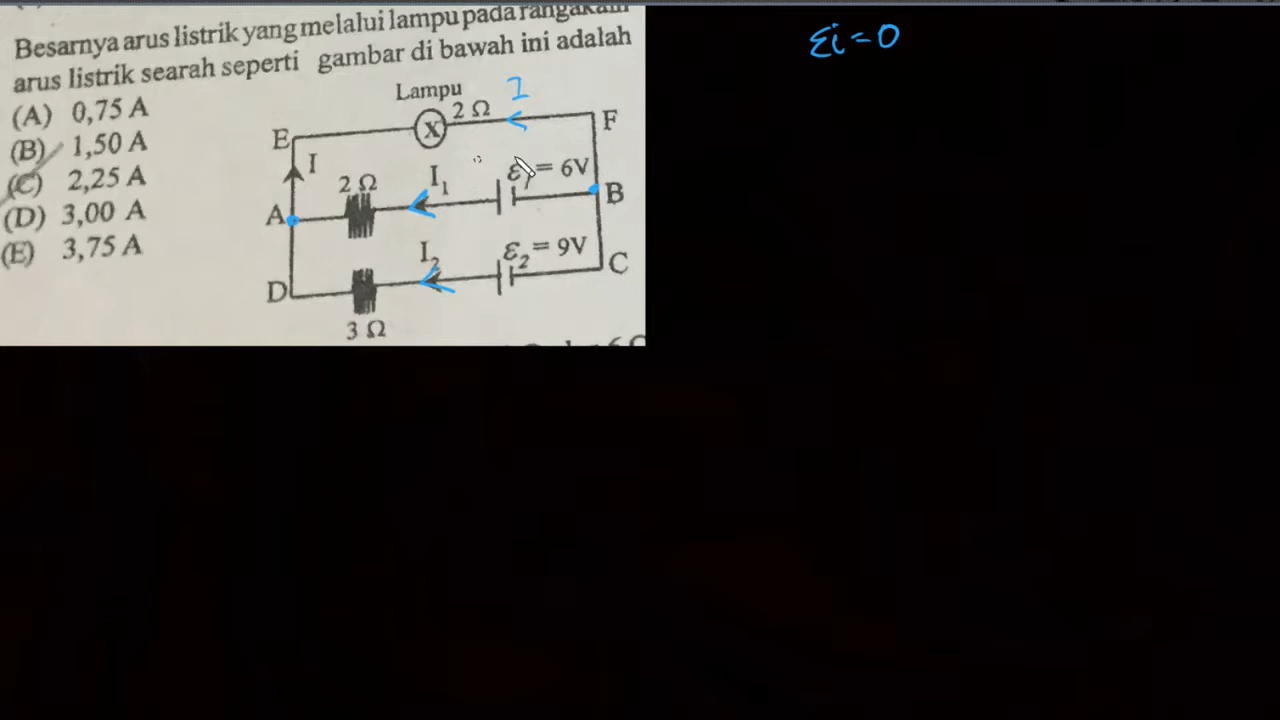 Besarnya arus listrik yang melalui lampu pada rangkaian
arus listrik searah seperti gambar di bawah ini adalah
(A) 0,75 A
(B) 1,50 A
(C) 2,25 A
(D) 3,00 A
(E) 3,75 A
Lampu
2 Ω
I
E
X
F
I
2 Ω
I₁
ε₁ = 6V
A
B
I₂
ε₂ = 9V
C
D
3 Ω
Σi = 0